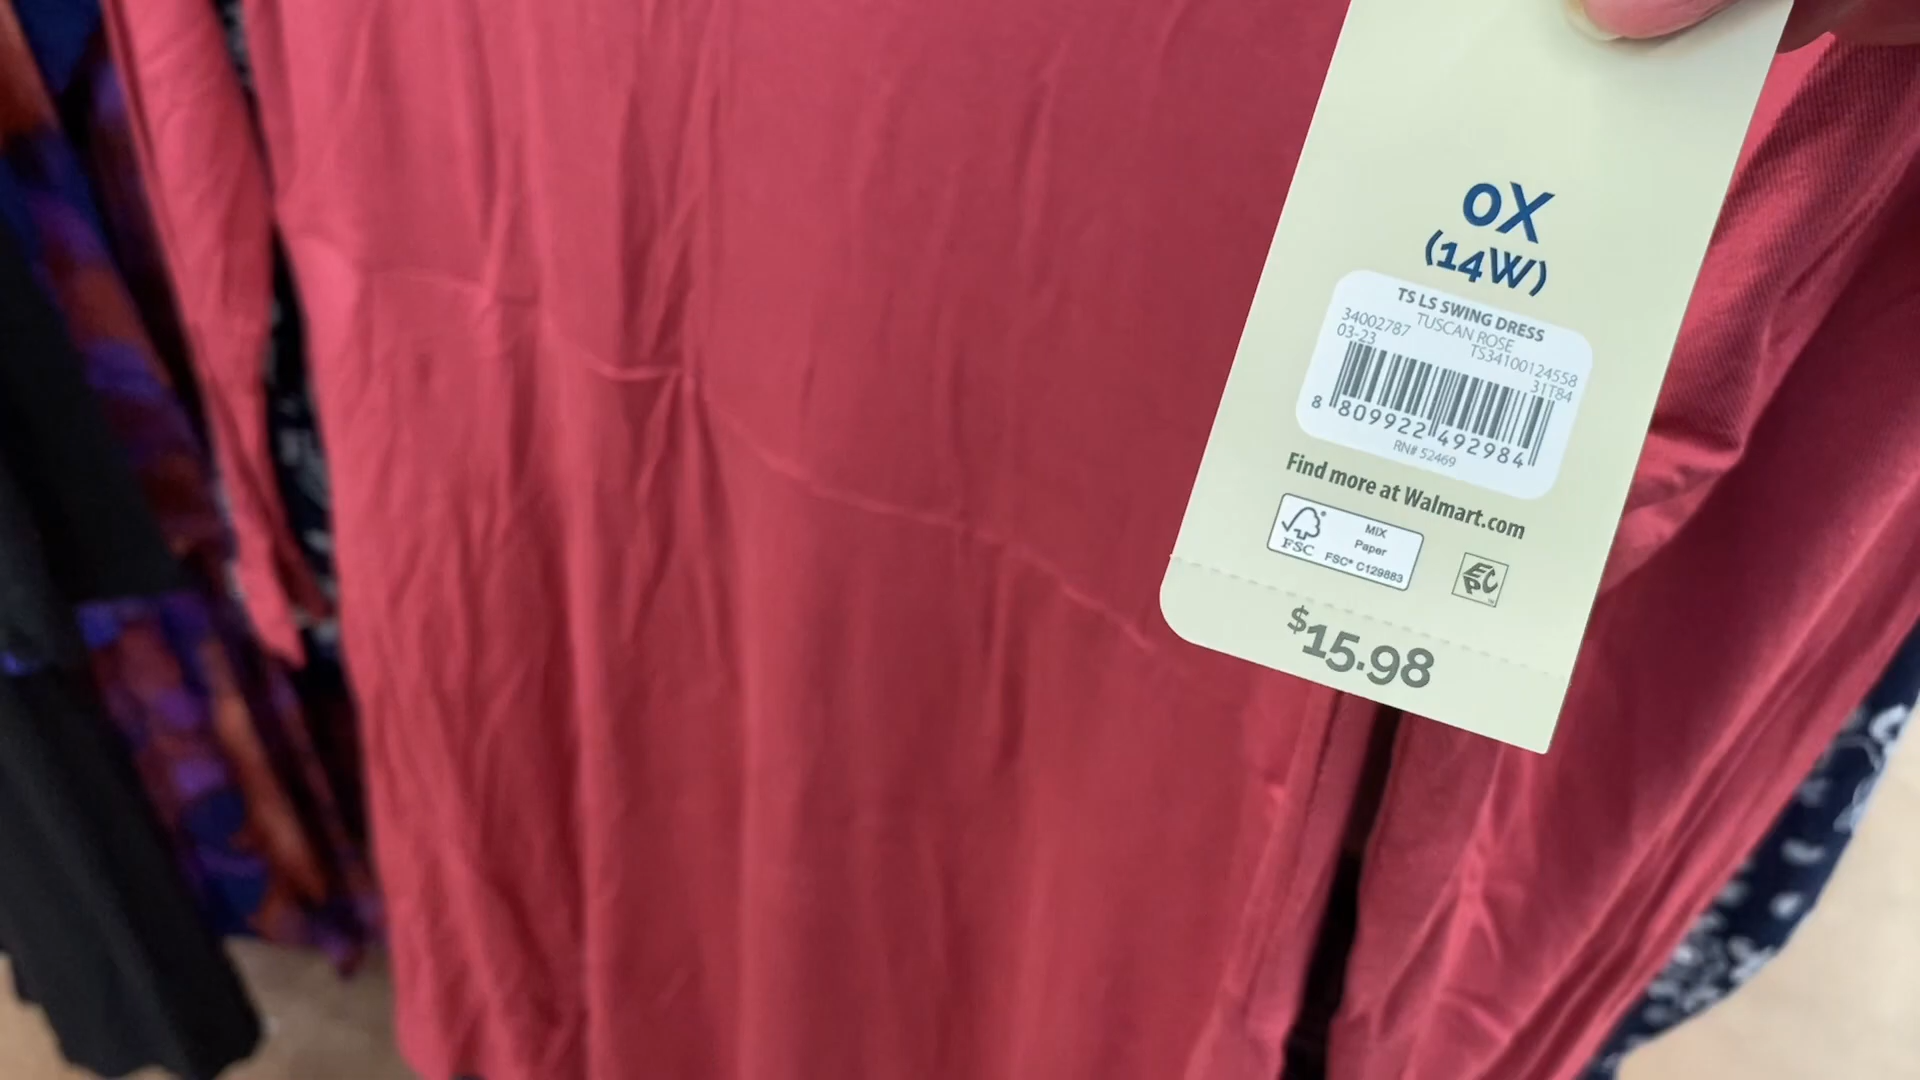 0X
(14W)
TS LS SWING DRESS
34002787 TUSCAN ROSE
03-23 TS34100124558
31T84
8 809922 492984
RN# 52469
Find more at Walmart.com
MIX
Paper
FSC
FSC® C129883
EPC
$15.98